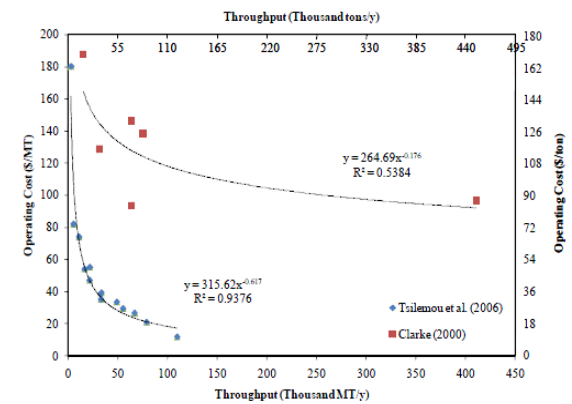 Throughput (Thousand tons/y)
55 110 165 220 275 330 385 440 495
200 180 160 140 120 100 80 60 40 20 0
Operating Cost ($/MT)
180 162 144 126 108 90 72 54 36 18 0
Operating Cost ($/ton)
y = 264.69x-0.176
R² = 0.5384
y = 315.62x-0.617
R² = 0.9376
Tsilemou et al. (2006)
Clarke (2000)
0 50 100 150 200 250 300 350 400 450
Throughput (Thousand MT/y)